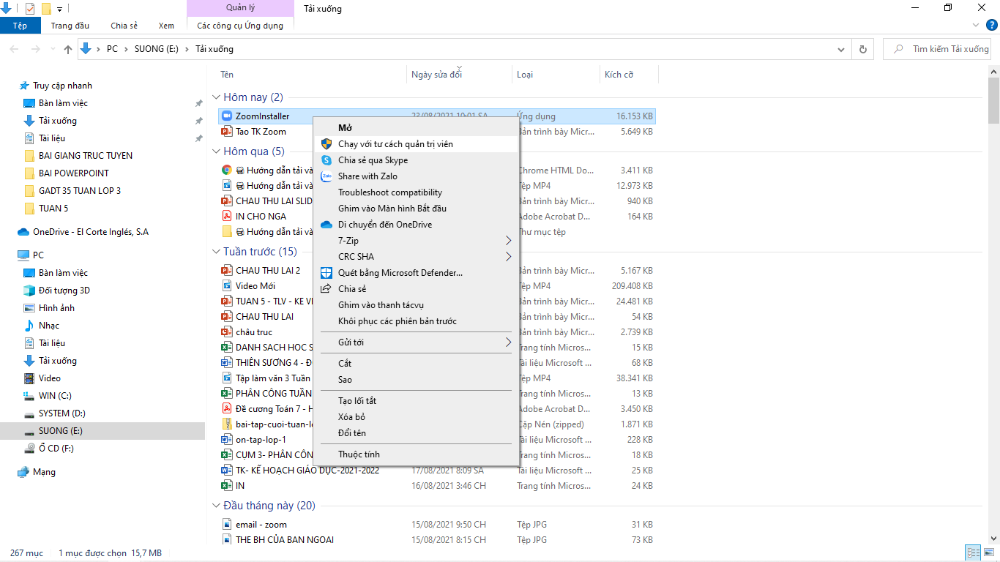 Quản lý
Tải xuống
Tệp
Trang đầu
Chia sẻ
Xem
Các công cụ Ứng dụng
PC
SUONG (E:)
Tải xuống
Tìm kiếm Tải xuống
Truy cập nhanh
Bàn làm việc
Tải xuống
Tài liệu
BAI GIANG TRUC TUYEN
BAI POWERPOINT
GADT 35 TUAN LOP 3
TUAN 5
OneDrive - El Corte Inglés, S.A
PC
Bàn làm việc
Đối tượng 3D
Hình ảnh
Nhạc
Tài liệu
Tải xuống
Video
WIN (C:)
SYSTEM (D:)
SUONG (E:)
Ổ CD (F:)
Mạng
Tên Ngày sửa đổi Loại Kích cỡ
Hôm nay (2)
ZoomInstaller 23/08/2021 10:01 SA Ứng dụng 16.153 KB
Tao TK Zoom Bản trình bày Micr... 5.649 KB
Hôm qua (5)
Hướng dẫn tải và Chrome HTML Do... 3.411 KB
Hướng dẫn tải và Tệp MP4 12.973 KB
CHAU THU LAI SLID Bản trình bày Micr... 940 KB
IN CHO NGA Adobe Acrobat D... 164 KB
Hướng dẫn tải và Thư mục tệp
Tuần trước (15)
CHAU THU LAI 2 Bản trình bày Micr... 5.167 KB
Video Mới Tệp MP4 209.408 KB
TUAN 5 - TLV - KE VE Bản trình bày Micr... 24.481 KB
CHAU THU LAI Bản trình bày Micr... 54 KB
châu truc Bản trình bày Micr... 2.739 KB
DANH SACH HOC S Trang tính Micros... 15 KB
THIÊN SƯƠNG 4 - Tài liệu Microsoft ... 68 KB
Tập làm văn 3 Tuần Tệp MP4 38.341 KB
PHÂN CÔNG TUẦN Trang tính Micros... 13 KB
Đề cương Toán 7 - H Adobe Acrobat D... 3.450 KB
bai-tap-cuoi-tuan-lo Cặp Nén (zipped) 1.871 KB
on-tap-lop-1 Tài liệu Microsoft ... 228 KB
CỤM 3- PHÂN CÔN Trang tính Micros... 18 KB
TK- KẾ HOẠCH GIÁO DỤC-2021-2022 17/08/2021 8:09 SA Tài liệu Microsoft ... 25 KB
IN 16/08/2021 3:46 CH Trang tính Micros... 24 KB
Đầu tháng này (20)
email - zoom 15/08/2021 9:50 CH Tệp JPG 31 KB
THE BH CỦA BAN NGOAI 15/08/2021 8:15 CH Tệp JPG 73 KB
Mở
Chạy với tư cách quản trị viên
Chia sẻ qua Skype
Share with Zalo
Troubleshoot compatibility
Ghim vào Màn hình Bắt đầu
Di chuyển đến OneDrive
7-Zip
CRC SHA
Quét bằng Microsoft Defender...
Chia sẻ
Ghim vào thanh tácvụ
Khôi phục các phiên bản trước
Gửi tới
Cắt
Sao
Tạo lối tắt
Xóa bỏ
Đổi tên
Thuộc tính
267 mục 1 mục được chọn 15,7 MB